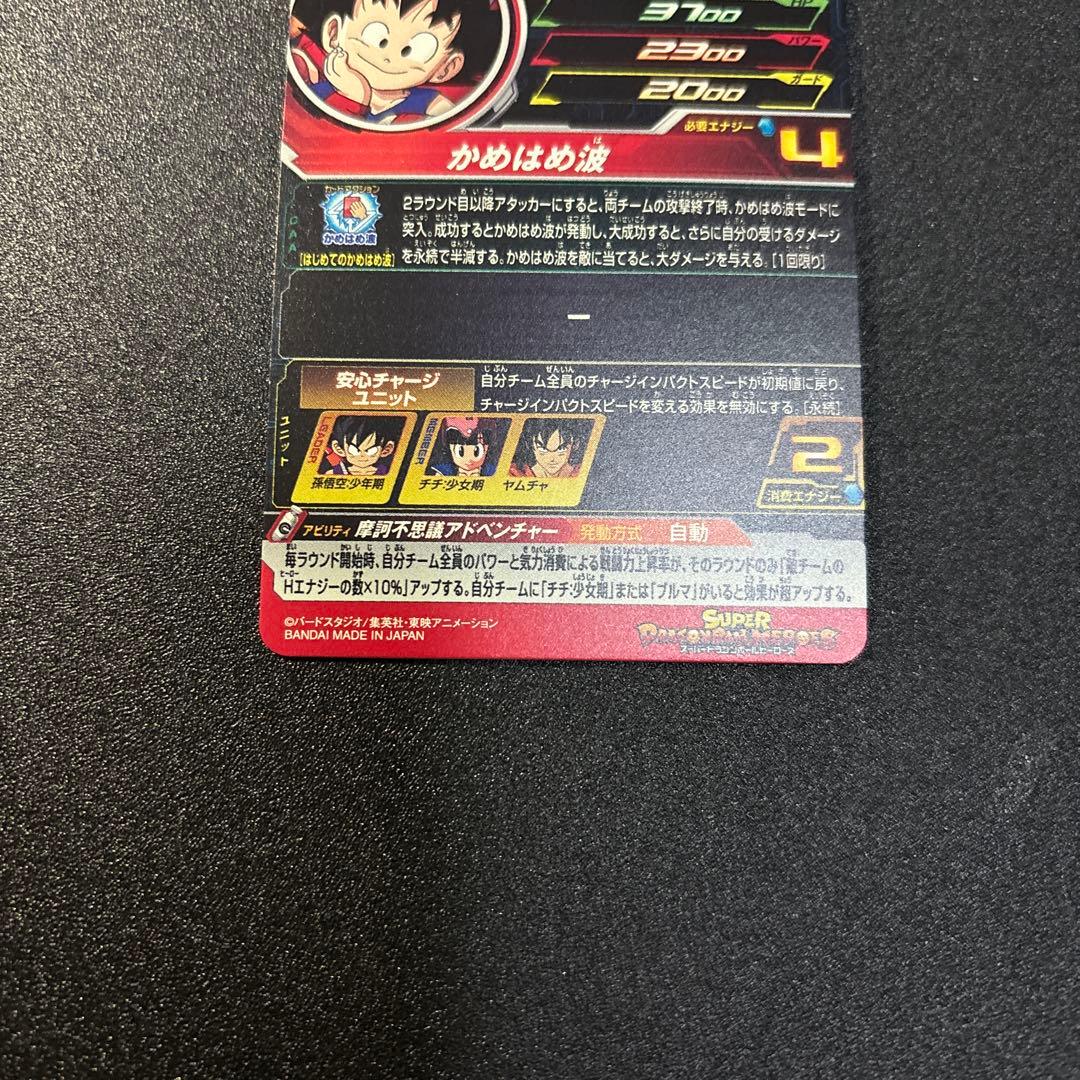 HP
3700
パワー
2300
ガード
2000
必要エナジー 4
かめはめ波
カードアクション
かめはめ波
[はじめてのかめはめ波]
2ラウンド目以降アタッカーにすると、両チームの攻撃終了時、かめはめ波モードに
突入。成功するとかめはめ波が発動し、大成功すると、さらに自分の受けるダメージ
を永続で半減する。かめはめ波を敵に当てると、大ダメージを与える。[1回限り]
ー
ユニット
安心チャージ
ユニット
自分チーム全員のチャージインパクトスピードが初期値に戻り、
チャージインパクトスピードを変える効果を無効にする。[永続]
LEADER
孫悟空:少年期
MEMBER
チチ:少女期
ヤムチャ
2
消費エナジー
アビリティ 摩訶不思議アドベンチャー 発動方式 自動
毎ラウンド開始時、自分チーム全員のパワーと気力消費による戦闘力上昇率が、そのラウンドのみ「敵チームの
Hエナジーの数×10%」アップする。自分チームに「チチ:少女期」または「ブルマ」がいると効果が超アップする。
©バードスタジオ/集英社・東映アニメーション
BANDAI MADE IN JAPAN
SUPER
DRAGONBALL HEROES
スーパードラゴンボールヒーローズ